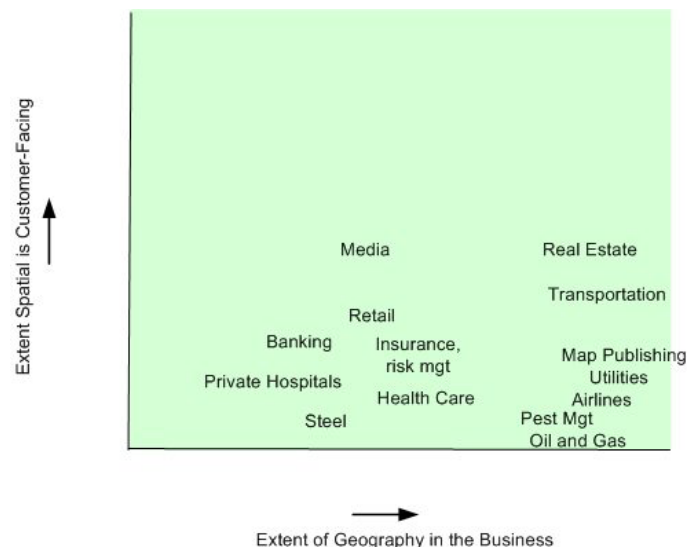 Extent Spatial is Customer-Facing
Media
Real Estate
Transportation
Retail
Banking
Insurance,
risk mgt
Map Publishing
Utilities
Private Hospitals
Health Care
Airlines
Steel
Pest Mgt
Oil and Gas
Extent of Geography in the Business